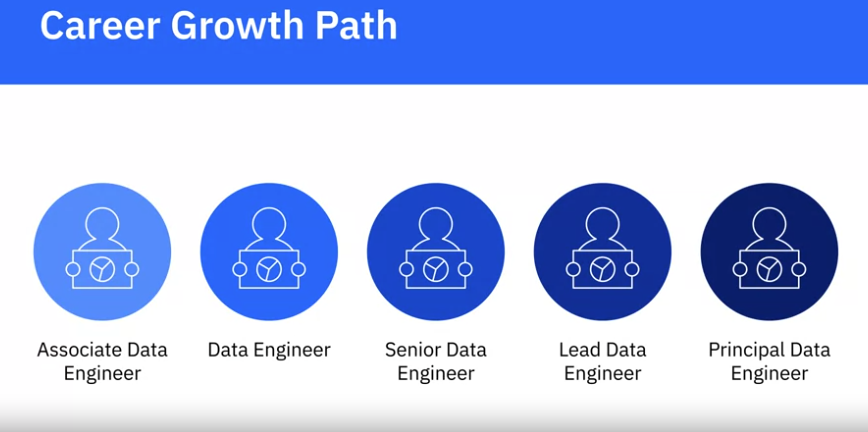 Career Growth Path
Associate Data
Engineer
Data Engineer
Senior Data
Engineer
Lead Data
Engineer
Principal Data
Engineer